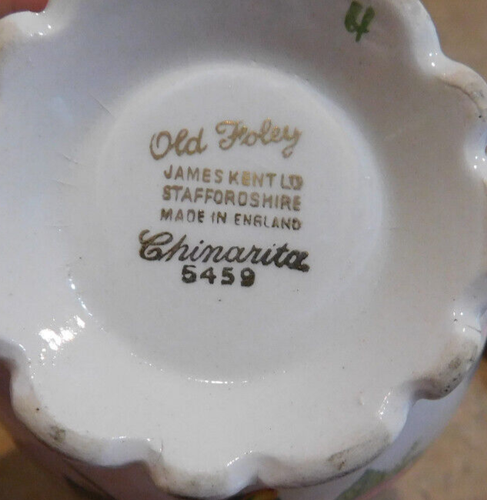 4
Old Foley
JAMES KENT LTD
STAFFORDSHIRE
MADE IN ENGLAND
Chinarita
5459